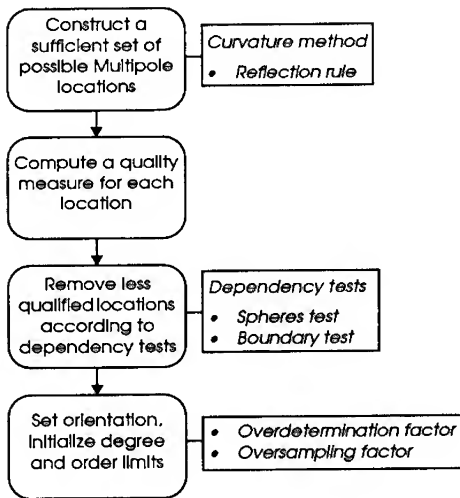 Construct a
sufficient set of
possible Multipole
locations
Curvature method
• Reflection rule
Compute a quality
measure for each
location
Remove less
qualified locations
according to
dependency tests
Dependency tests
• Spheres test
• Boundary test
Set orientation,
initialize degree
and order limits
• Overdetermination factor
• Oversampling factor